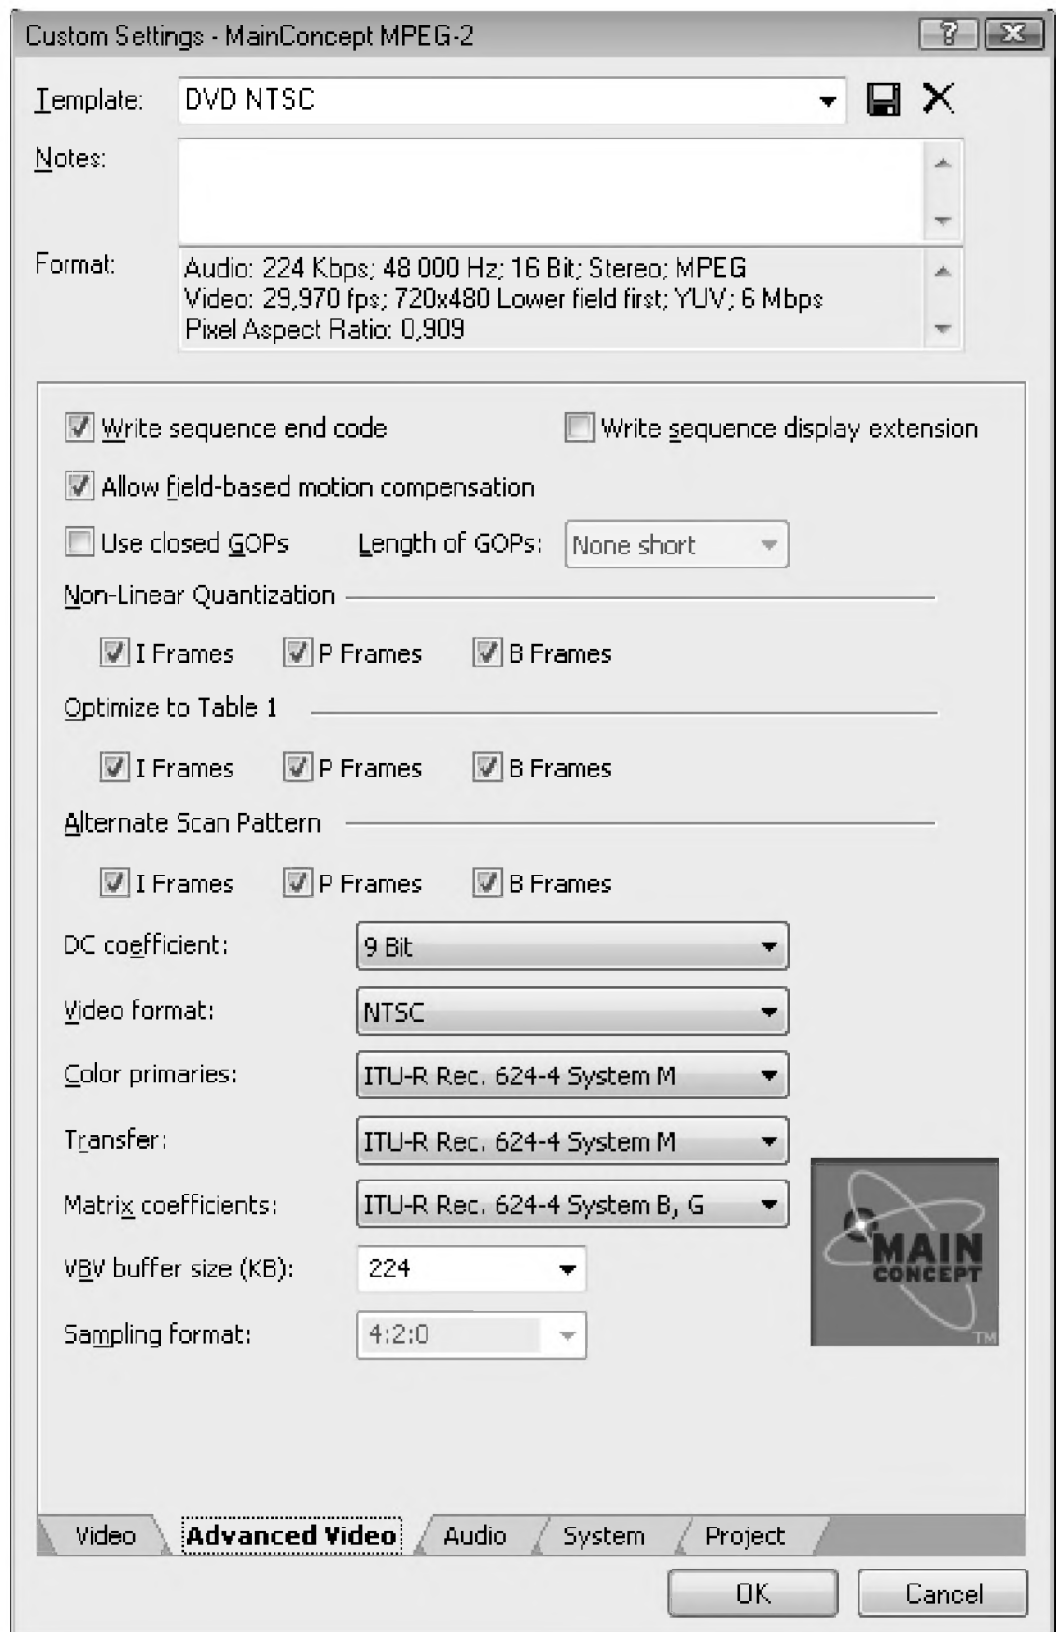 Custom Settings - MainConcept MPEG-2
Template: DVD NTSC
Notes:
Format: Audio: 224 Kbps; 48 000 Hz; 16 Bit; Stereo; MPEG
Video: 29,970 fps; 720x480 Lower field first; YUV; 6 Mbps
Pixel Aspect Ratio: 0,909
Write sequence end code Write sequence display extension
Allow field-based motion compensation
Use closed GOPs Length of GOPs: None short
Non-Linear Quantization
I Frames P Frames B Frames
Optimize to Table 1
I Frames P Frames B Frames
Alternate Scan Pattern
I Frames P Frames B Frames
DC coefficient: 9 Bit
Video format: NTSC
Color primaries: ITU-R Rec. 624-4 System M
Transfer: ITU-R Rec. 624-4 System M
Matrix coefficients: ITU-R Rec. 624-4 System B, G
VBV buffer size (KB): 224
Sampling format: 4:2:0
MAIN
CONCEPT
TM
Video Advanced Video Audio System Project
OK Cancel